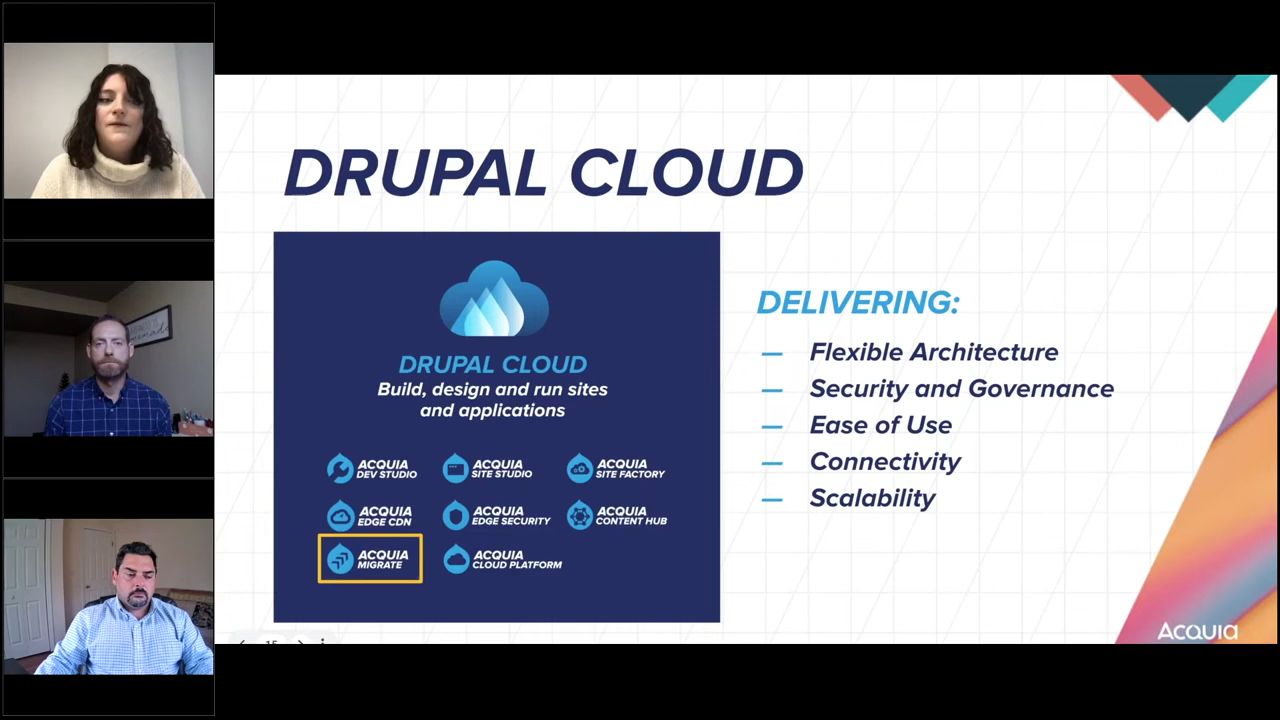 DRUPAL CLOUD
DRUPAL CLOUD
Build, design and run sites
and applications
ACQUIA
DEV STUDIO
ACQUIA
SITE STUDIO
ACQUIA
SITE FACTORY
ACQUIA
EDGE CDN
ACQUIA
EDGE SECURITY
ACQUIA
CONTENT HUB
ACQUIA
MIGRATE
ACQUIA
CLOUD PLATFORM
DELIVERING:
— Flexible Architecture
— Security and Governance
— Ease of Use
— Connectivity
— Scalability
ACQUIA